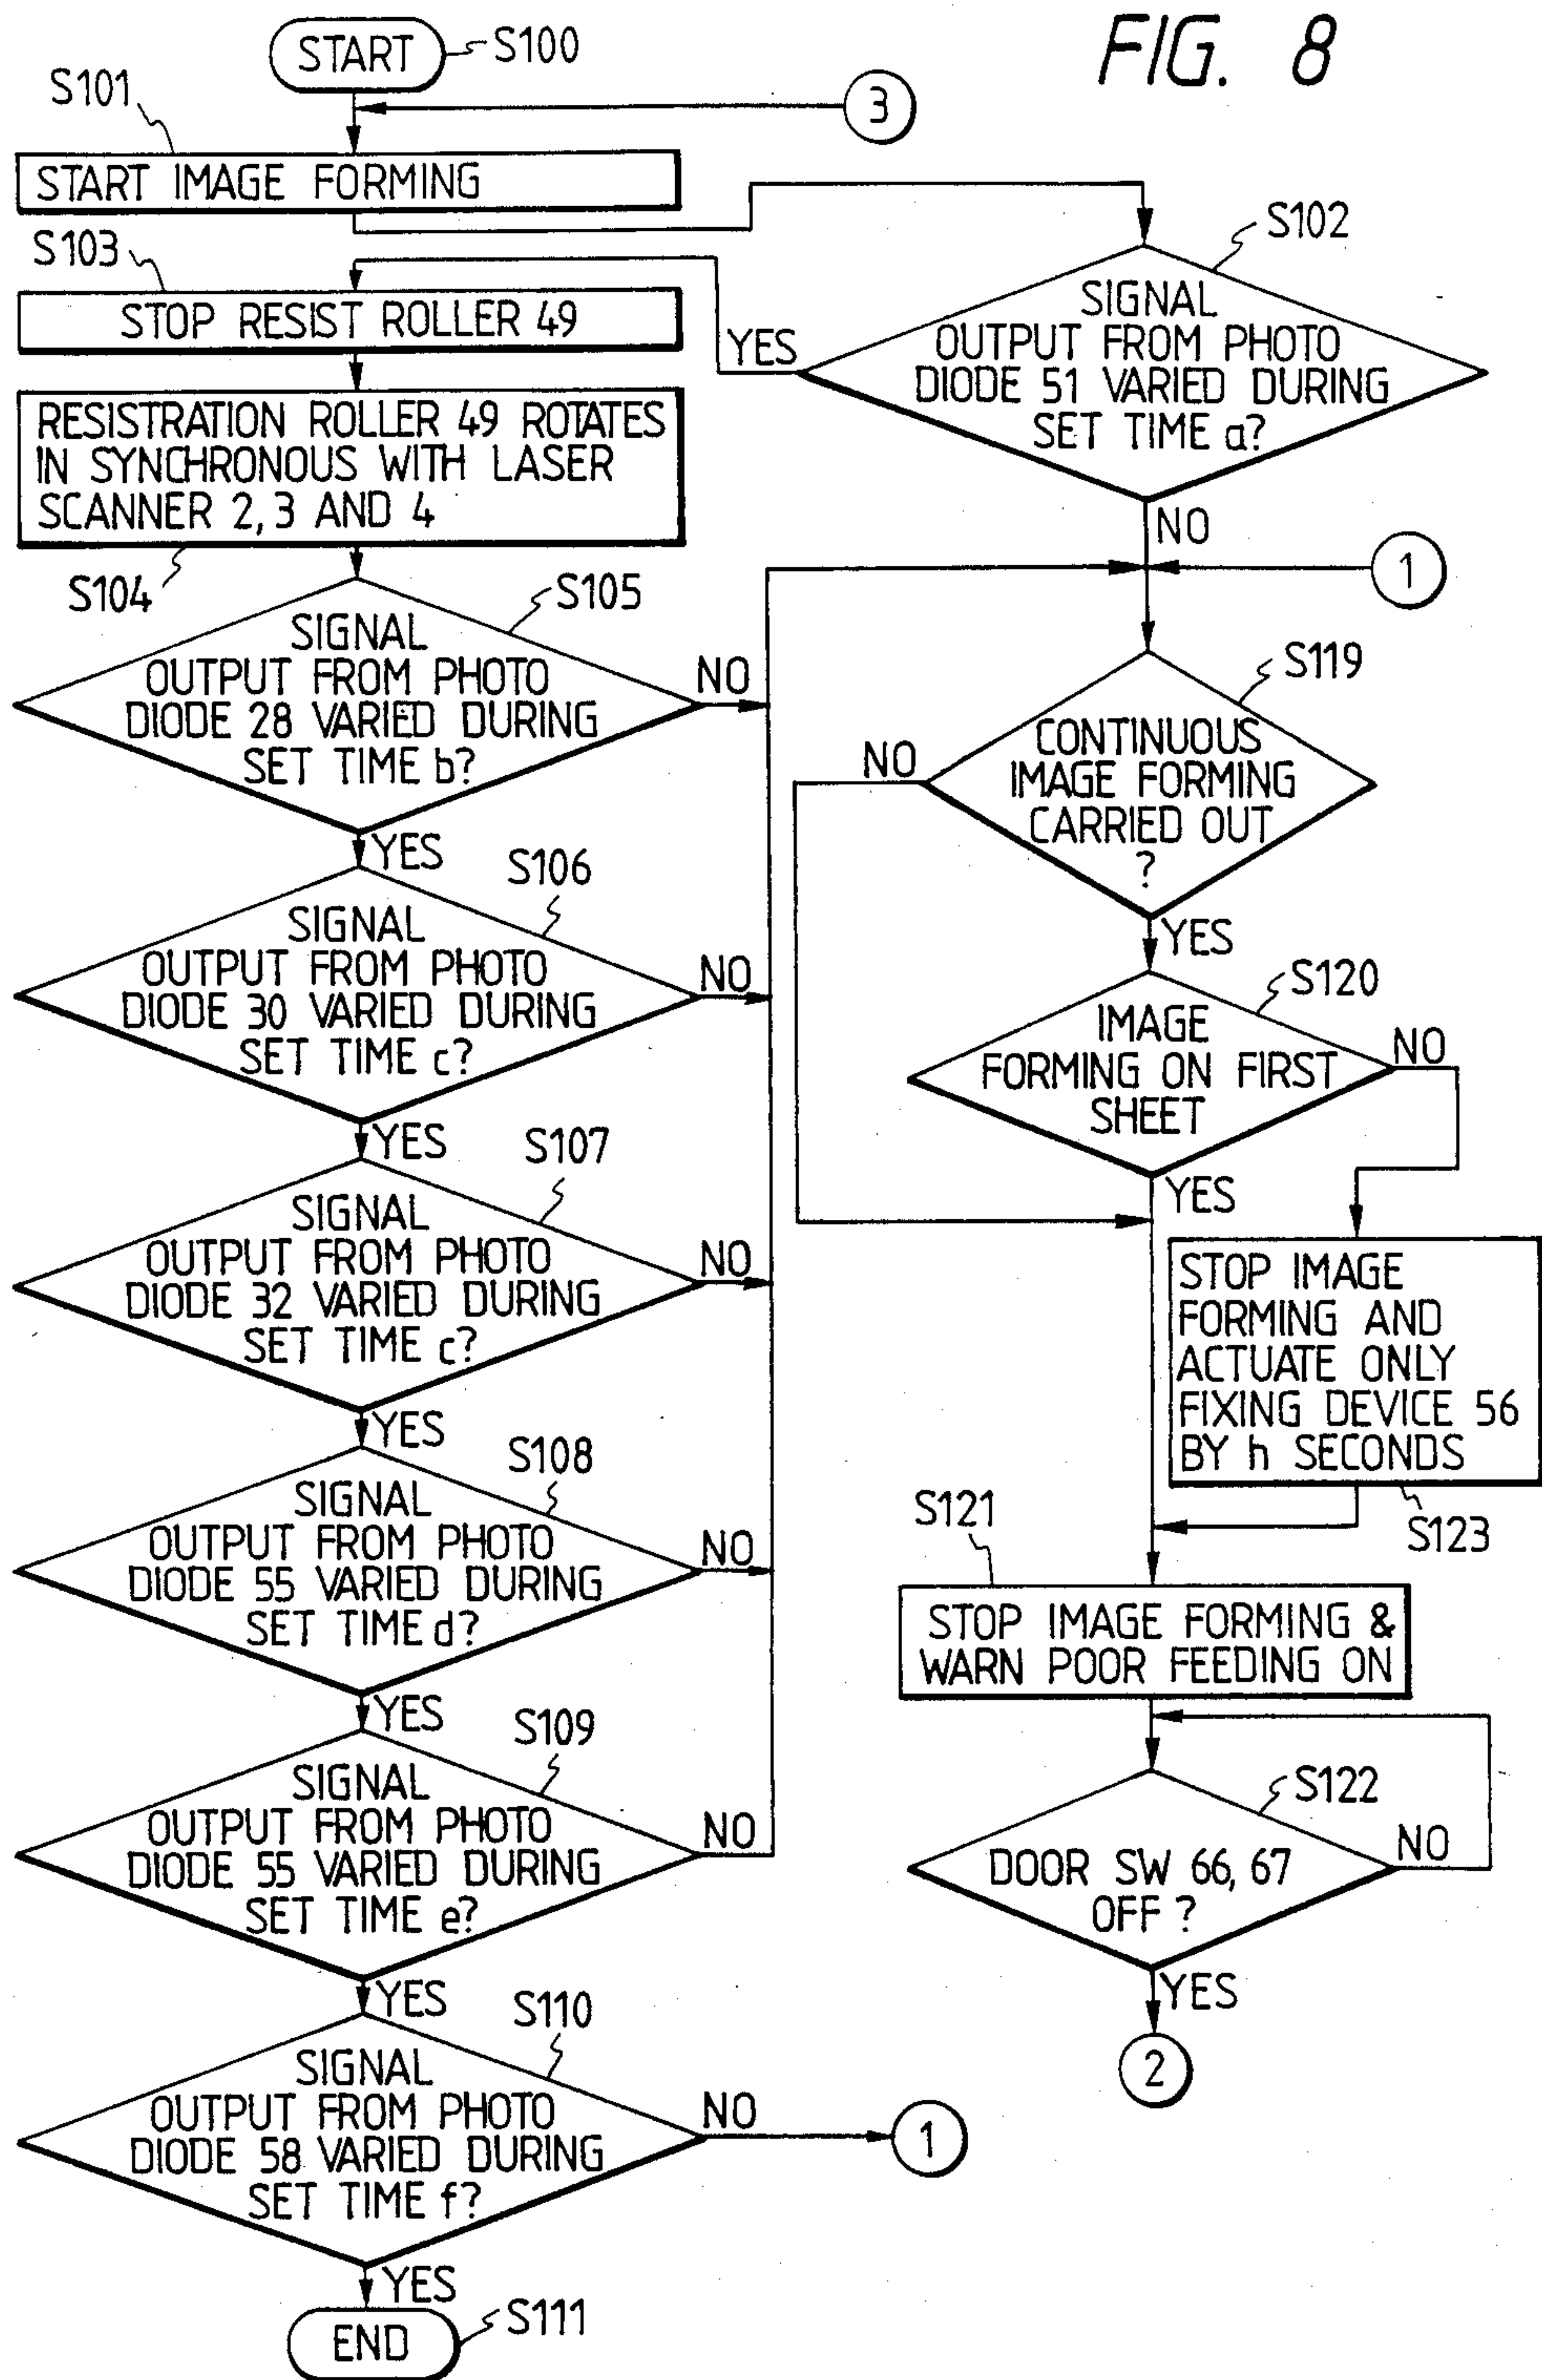 FIG. 8
START
S100
3
S101
START IMAGE FORMING
S102
SIGNAL
OUTPUT FROM PHOTO
DIODE 51 VARIED DURING
SET TIME a?
YES
NO
S103
STOP RESIST ROLLER 49
RESISTRATION ROLLER 49 ROTATES
IN SYNCHRONOUS WITH LASER
SCANNER 2, 3 AND 4
S104
S105
SIGNAL
OUTPUT FROM PHOTO
DIODE 28 VARIED DURING
SET TIME b?
NO
YES
S106
SIGNAL
OUTPUT FROM PHOTO
DIODE 30 VARIED DURING
SET TIME c?
NO
YES
S107
SIGNAL
OUTPUT FROM PHOTO
DIODE 32 VARIED DURING
SET TIME c?
NO
YES
S108
SIGNAL
OUTPUT FROM PHOTO
DIODE 55 VARIED DURING
SET TIME d?
NO
YES
S109
SIGNAL
OUTPUT FROM PHOTO
DIODE 55 VARIED DURING
SET TIME e?
NO
YES
S110
SIGNAL
OUTPUT FROM PHOTO
DIODE 58 VARIED DURING
SET TIME f?
NO
1
YES
END
S111
1
S119
CONTINUOUS
IMAGE FORMING
CARRIED OUT
?
NO
YES
S120
IMAGE
FORMING ON FIRST
SHEET
NO
YES
STOP IMAGE
FORMING AND
ACTUATE ONLY
FIXING DEVICE 56
BY h SECONDS
S123
S121
STOP IMAGE FORMING &
WARN POOR FEEDING ON
S122
DOOR SW 66, 67
OFF ?
NO
YES
2